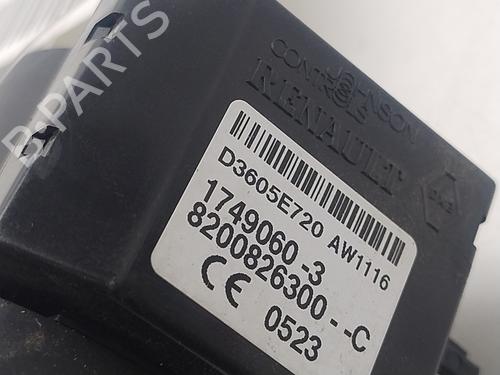 JOHNSON
CONTROLS
RENAULT
D3605E720 AW1116
1749060-3
8200826300--C
CE 0523
B-PARTS